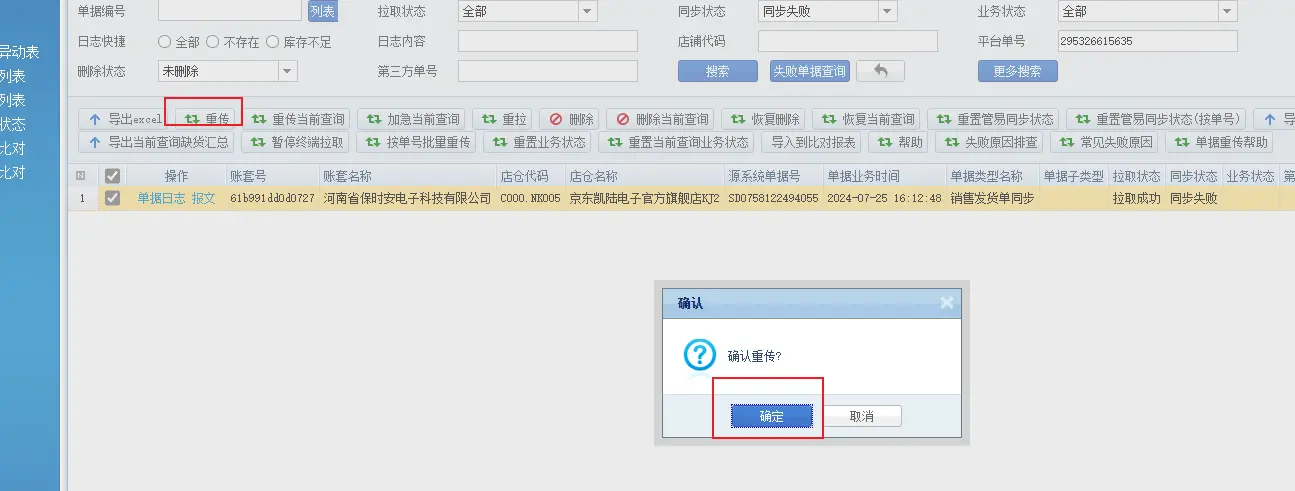 单据编号 列表 拉取状态 全部 同步状态 同步失败 业务状态 全部
日志快捷 全部 不存在 库存不足 日志内容 店铺代码 平台单号 295326615635
删除状态 未删除 第三方单号 搜索 失败单据查询 更多搜索
异动表
列表
列表
状态
比对
比对
导出excel 重传 重传当前查询 加急当前查询 重拉 删除 删除当前查询 恢复删除 恢复当前查询 重置管易同步状态 重置管易同步状态(按单号) 导
导出当前查询缺货汇总 暂停终端拉取 按单号批量重传 重置业务状态 重置当前查询业务状态 导入到比对报表 帮助 失败原因排查 常见失败原因 单据重传帮助
操作 账套号 账套名称 店仓代码 店仓名称 源系统单据号 单据业务时间 单据类型名称 单据子类型 拉取状态 同步状态 业务状态 第
1 单据日志 报文 61b991dd0d0727 河南省保时安电子科技有限公司 C000.NK005 京东凯陆电子官方旗舰店KJ2 SD0758122494055 2024-07-25 16:12:48 销售发货单同步 拉取成功 同步失败
确认
确认重传?
确定 取消